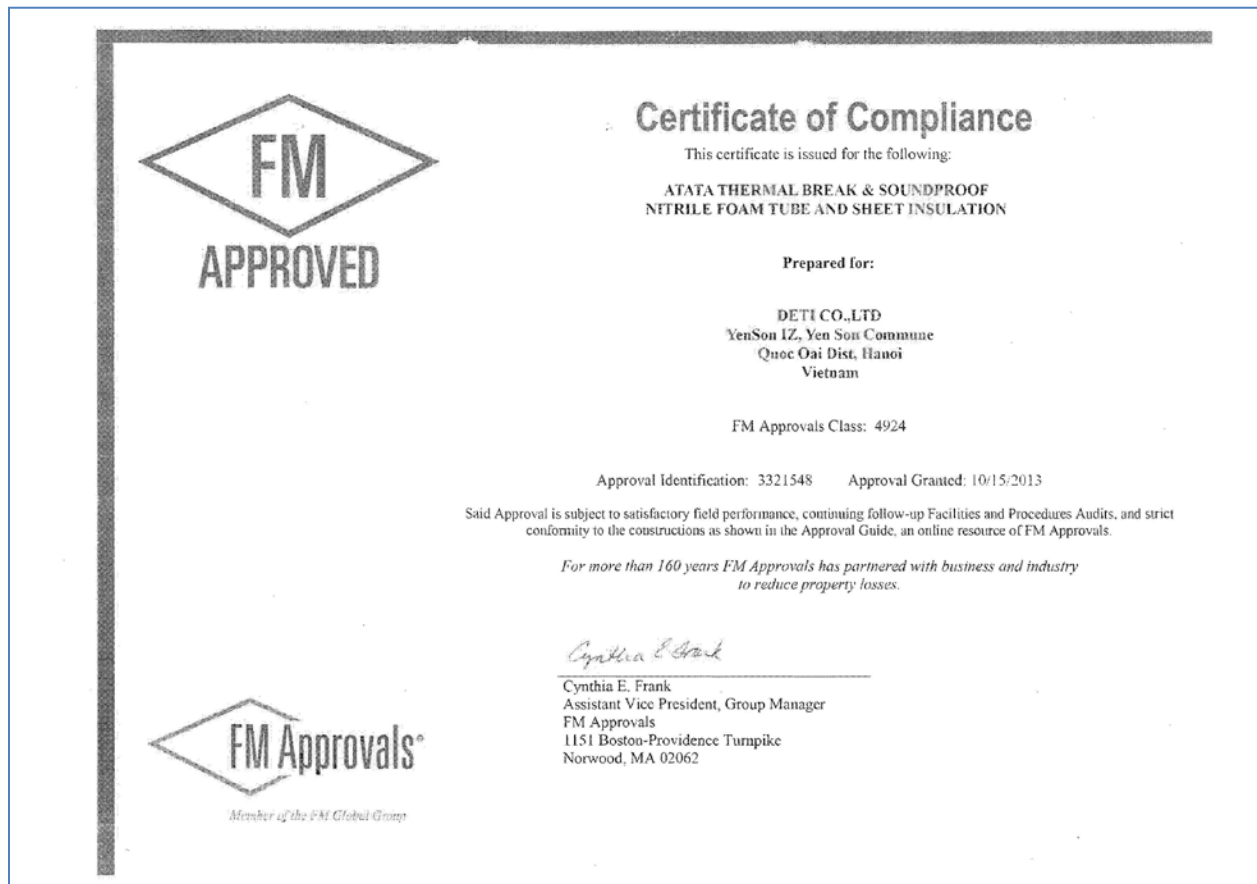 FM
APPROVED
Certificate of Compliance
This certificate is issued for the following:
ATATA THERMAL BREAK & SOUNDPROOF
NITRILE FOAM TUBE AND SHEET INSULATION
Prepared for:
DETI CO.,LTD
YenSon IZ, Yen Son Commune
Quoc Oai Dist, Hanoi
Vietnam
FM Approvals Class: 4924
Approval Identification: 3321548 Approval Granted: 10/15/2013
Said Approval is subject to satisfactory field performance, continuing follow-up Facilities and Procedures Audits, and strict
conformity to the constructions as shown in the Approval Guide, an online resource of FM Approvals.
For more than 160 years FM Approvals has partnered with business and industry
to reduce property losses.
Cynthia E Frank
Cynthia E. Frank
Assistant Vice President, Group Manager
FM Approvals
1151 Boston-Providence Turnpike
Norwood, MA 02062
FM Approvals®
Member of the FM Global Group